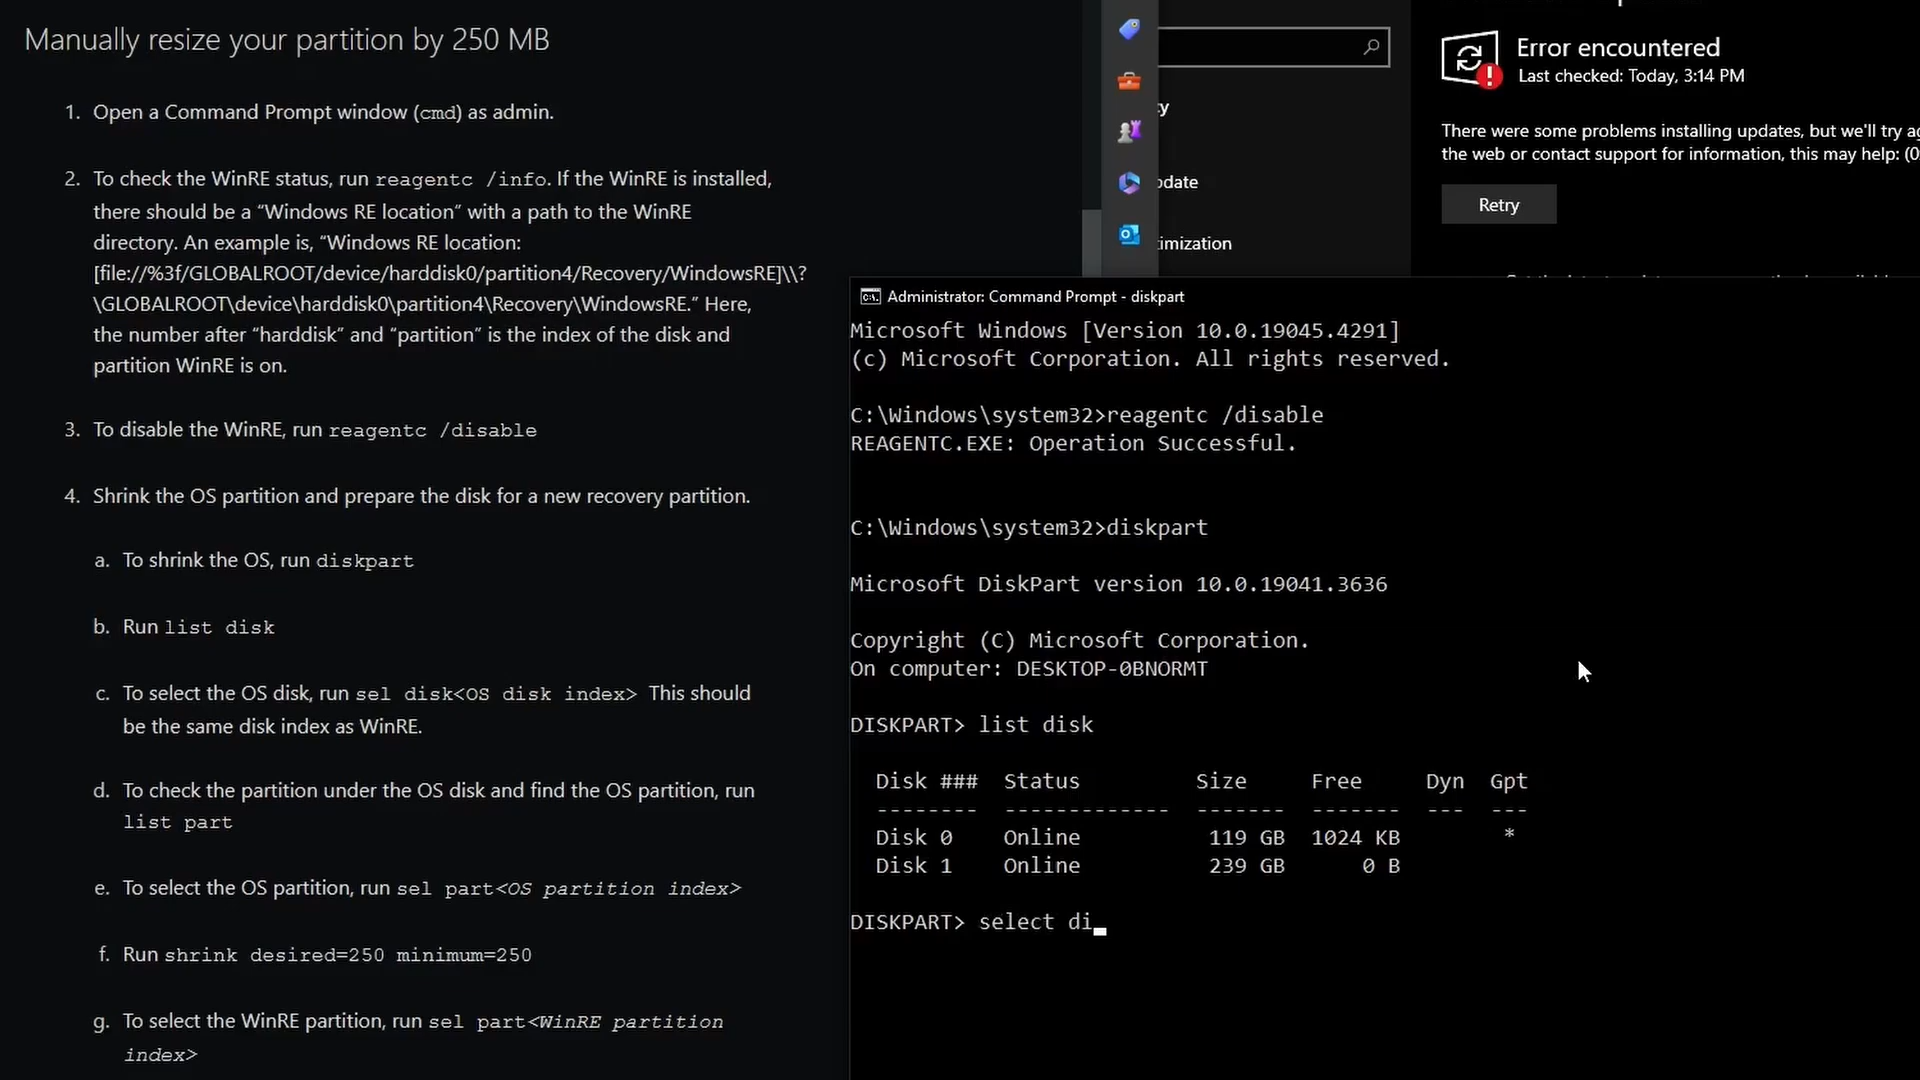 Manually resize your partition by 250 MB
1. Open a Command Prompt window (cmd) as admin.
2. To check the WinRE status, run reagentc /info. If the WinRE is installed,
there should be a “Windows RE location” with a path to the WinRE
directory. An example is, “Windows RE location:
[file://%3f/GLOBALROOT/device/harddisk0/partition4/Recovery/WindowsRE]\\?
\GLOBALROOT\device\harddisk0\partition4\Recovery\WindowsRE.” Here,
the number after “harddisk” and “partition” is the index of the disk and
partition WinRE is on.
3. To disable the WinRE, run reagentc /disable
4. Shrink the OS partition and prepare the disk for a new recovery partition.
a. To shrink the OS, run diskpart
b. Run list disk
c. To select the OS disk, run sel disk<OS disk index> This should
be the same disk index as WinRE.
d. To check the partition under the OS disk and find the OS partition, run
list part
e. To select the OS partition, run sel part<OS partition index>
f. Run shrink desired=250 minimum=250
g. To select the WinRE partition, run sel part<WinRE partition
index>
ty
pdate
timization
Error encountered
Last checked: Today, 3:14 PM
There were some problems installing updates, but we'll try ag
the web or contact support for information, this may help: (0
Retry
Administrator: Command Prompt - diskpart
Microsoft Windows [Version 10.0.19045.4291]
(c) Microsoft Corporation. All rights reserved.
C:\Windows\system32>reagentc /disable
REAGENTC.EXE: Operation Successful.
C:\Windows\system32>diskpart
Microsoft DiskPart version 10.0.19041.3636
Copyright (C) Microsoft Corporation.
On computer: DESKTOP-0BNORMT
DISKPART> list disk
Disk ### Status Size Free Dyn Gpt
-------- ------------- ------- ------- --- ---
Disk 0 Online 119 GB 1024 KB *
Disk 1 Online 239 GB 0 B
DISKPART> select di